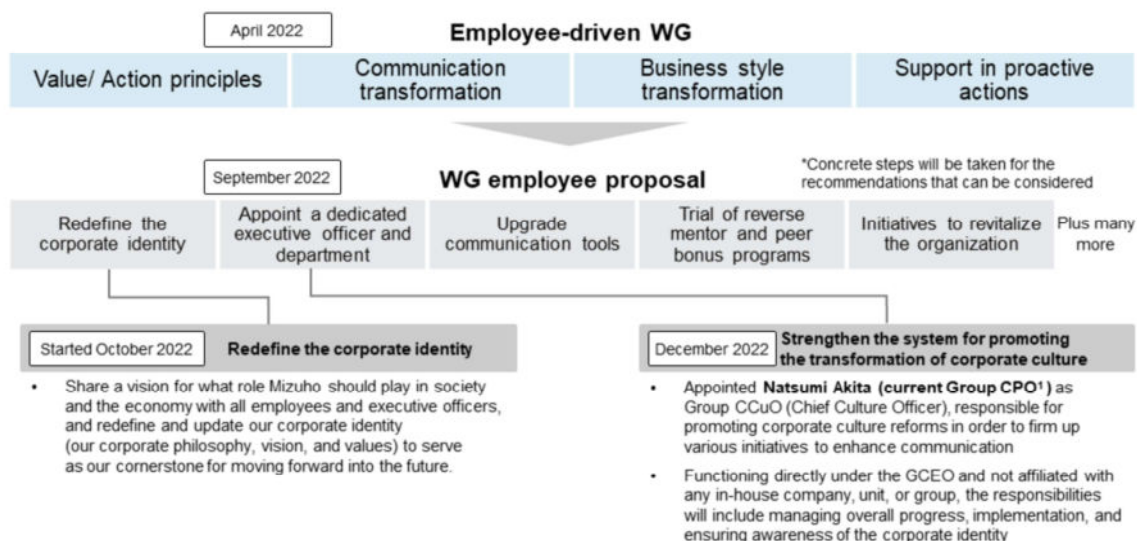 April 2022
Employee-driven WG
Value/ Action principles
Communication
transformation
Business style
transformation
Support in proactive
actions
September 2022
WG employee proposal
*Concrete steps will be taken for the
recommendations that can be considered
Redefine the
corporate identity
Appoint a dedicated
executive officer and
department
Upgrade
communication tools
Trial of reverse
mentor and peer
bonus programs
Initiatives to revitalize
the organization
Plus many
more
Started October 2022
Redefine the corporate identity
• Share a vision for what role Mizuho should play in society
and the economy with all employees and executive officers,
and redefine and update our corporate identity
(our corporate philosophy, vision, and values) to serve
as our cornerstone for moving forward into the future.
December 2022
Strengthen the system for promoting
the transformation of corporate culture
• Appointed Natsumi Akita (current Group CPO¹) as
Group CCuO (Chief Culture Officer), responsible for
promoting corporate culture reforms in order to firm up
various initiatives to enhance communication
• Functioning directly under the GCEO and not affiliated with
any in-house company, unit, or group, the responsibilities
will include managing overall progress, implementation, and
ensuring awareness of the corporate identity